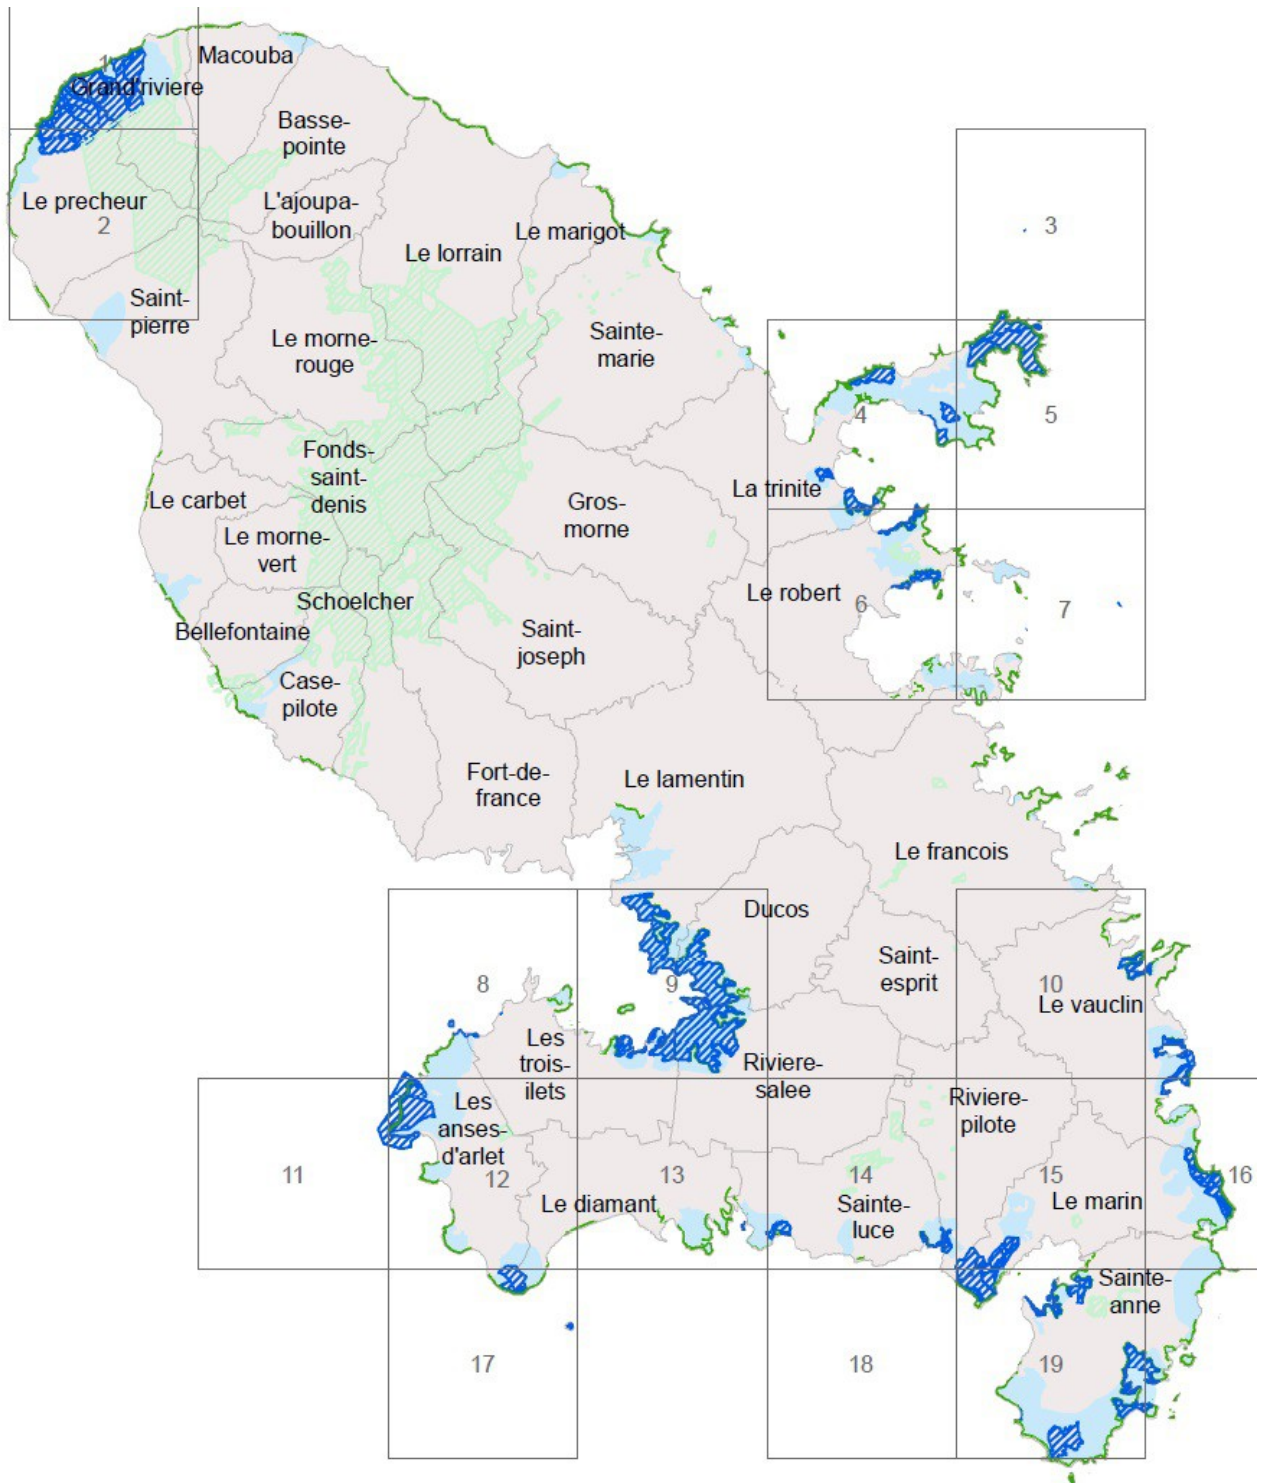 Macouba
1
Grand'riviere
Basse-
pointe
Le precheur
2
L'ajoupa-
bouillon
Le marigot
3
Le lorrain
Saint-
pierre
Le morne-
rouge
Sainte-
marie
4
5
Fonds-
saint-
denis
Le carbet
La trinite
Gros-
morne
Le morne-
vert
Schoelcher
Le robert
6
7
Bellefontaine
Saint-
joseph
Case-
pilote
Fort-de-
france
Le lamentin
Le francois
Ducos
Saint-
esprit
8
9
10
Le vauclin
Les
trois-
ilets
Riviere-
salee
Les
anses-
d'arlet
Riviere-
pilote
11
12
13
14
15
16
Le diamant
Sainte-
luce
Le marin
Sainte-
anne
17
18
19